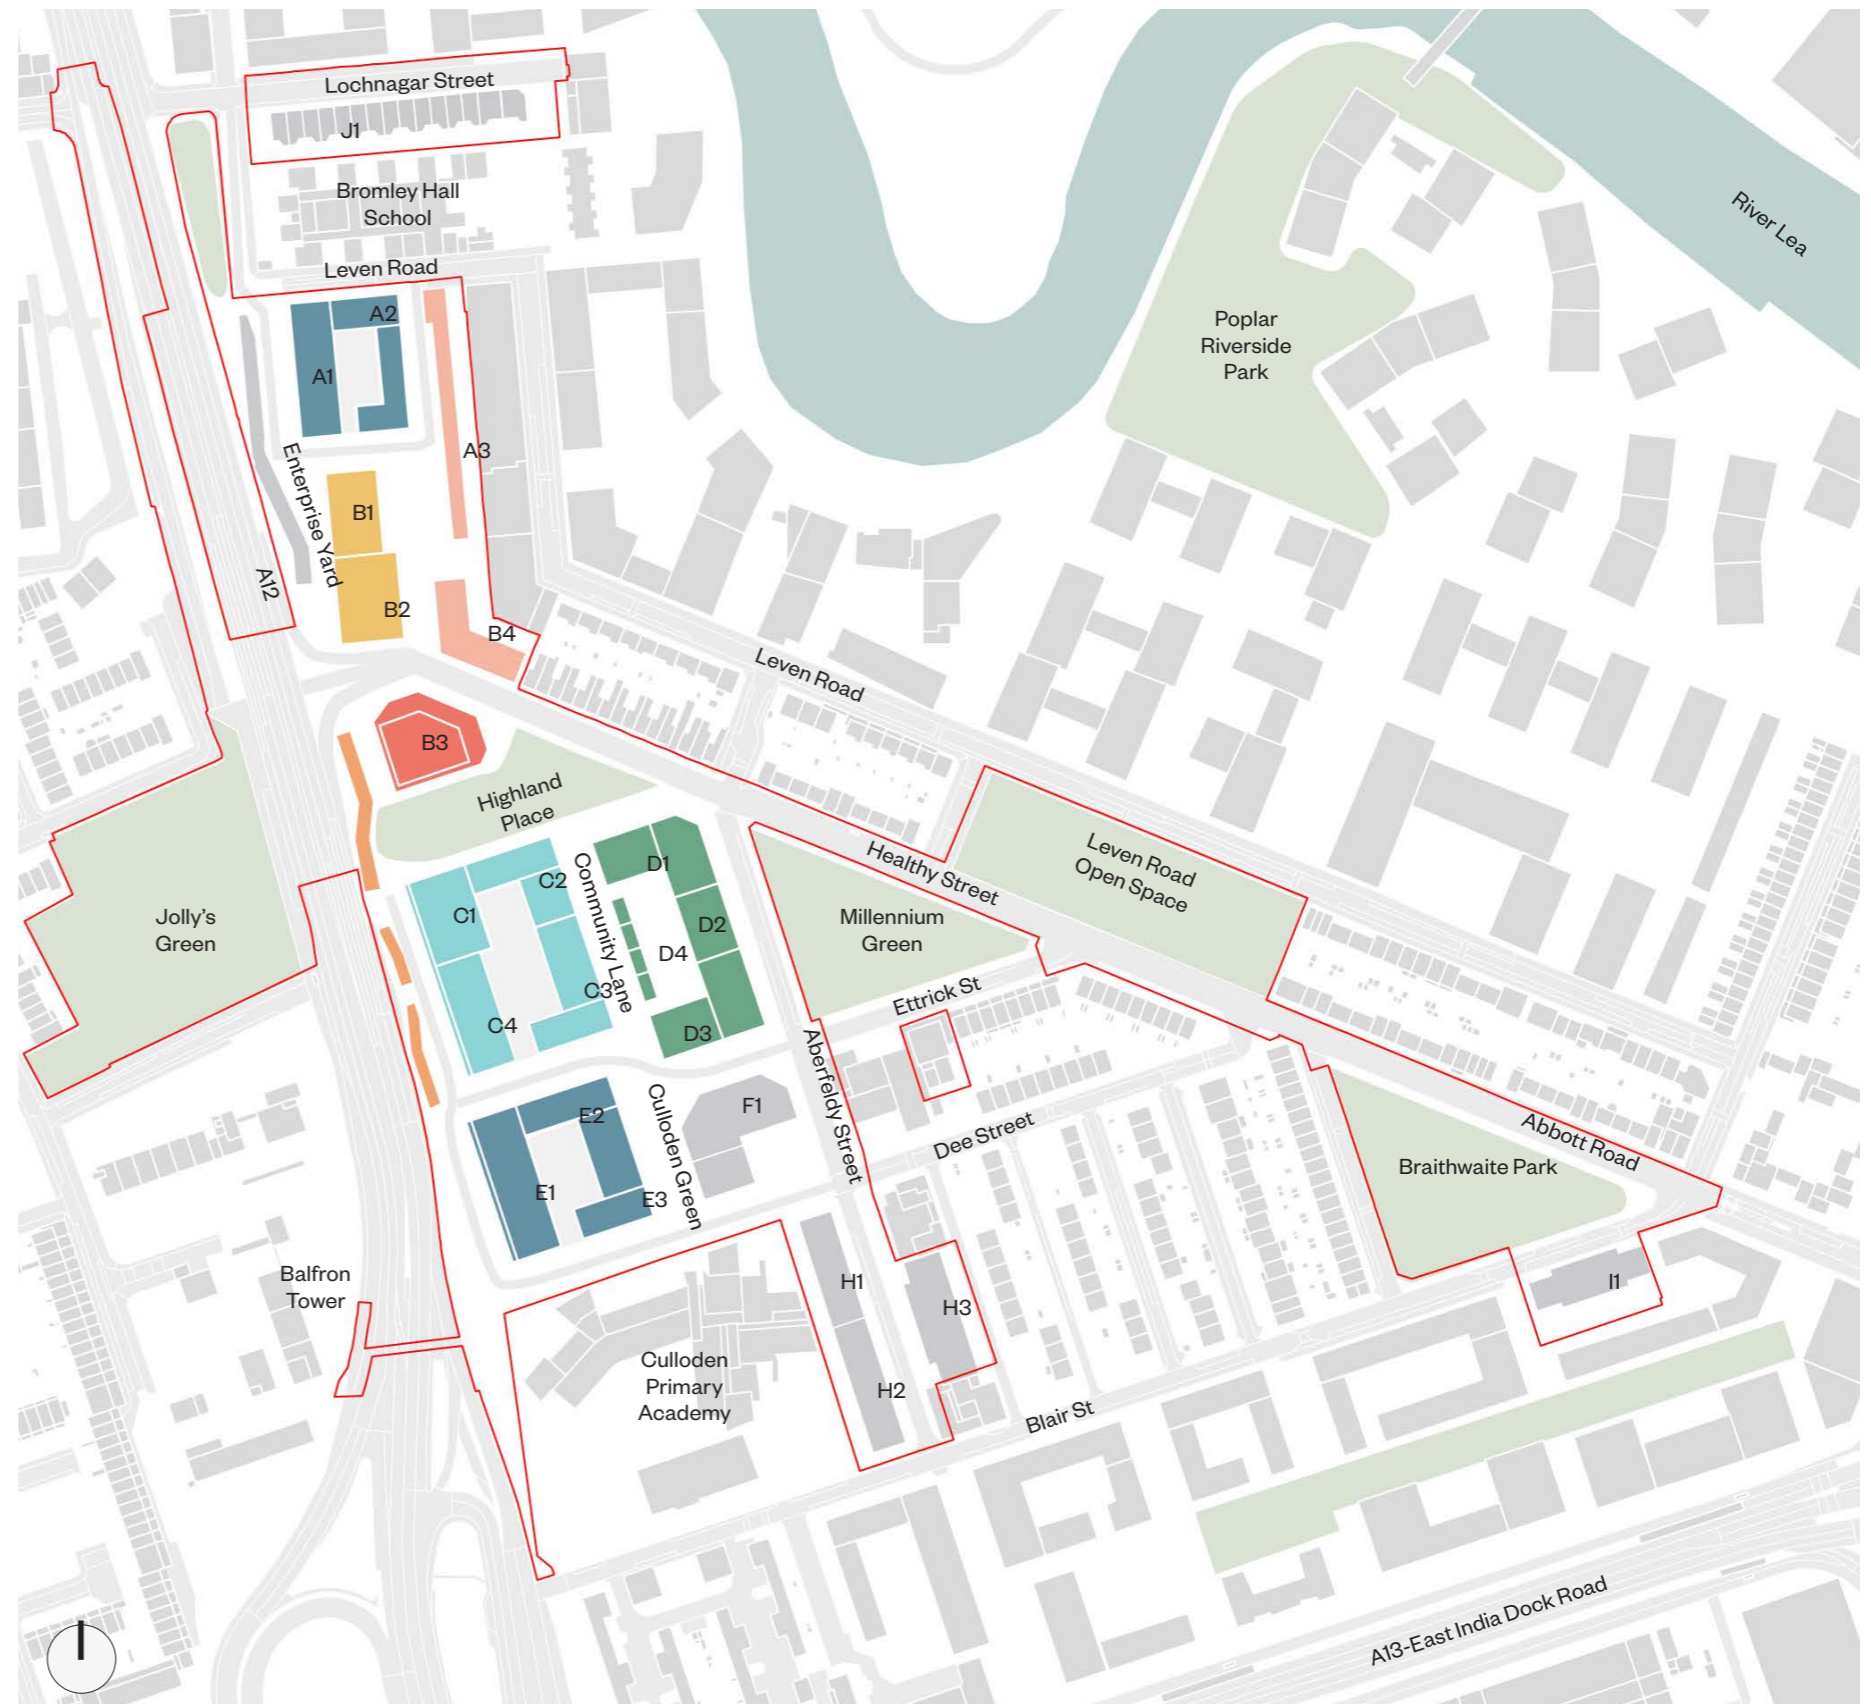 Lochnagar Street
J1
Bromley Hall
School
Leven Road
River Lea
A2
A1
Poplar
Riverside
Park
A3
Enterprise Yard
B1
A12
B2
B4
Leven Road
B3
Highland
Place
Healthy Street
Leven Road
Open Space
D1
C2
Community Lane
C1
D2
Jolly's
Green
Millennium
Green
D4
C3
Ettrick St
C4
D3
Aberfeldy Street
E2
F1
Culloden Green
Dee Street
Abbott Road
Braithwaite Park
E1
E3
Balfron
Tower
H1
I1
H3
Culloden
Primary
Academy
H2
Blair St
A13-East India Dock Road